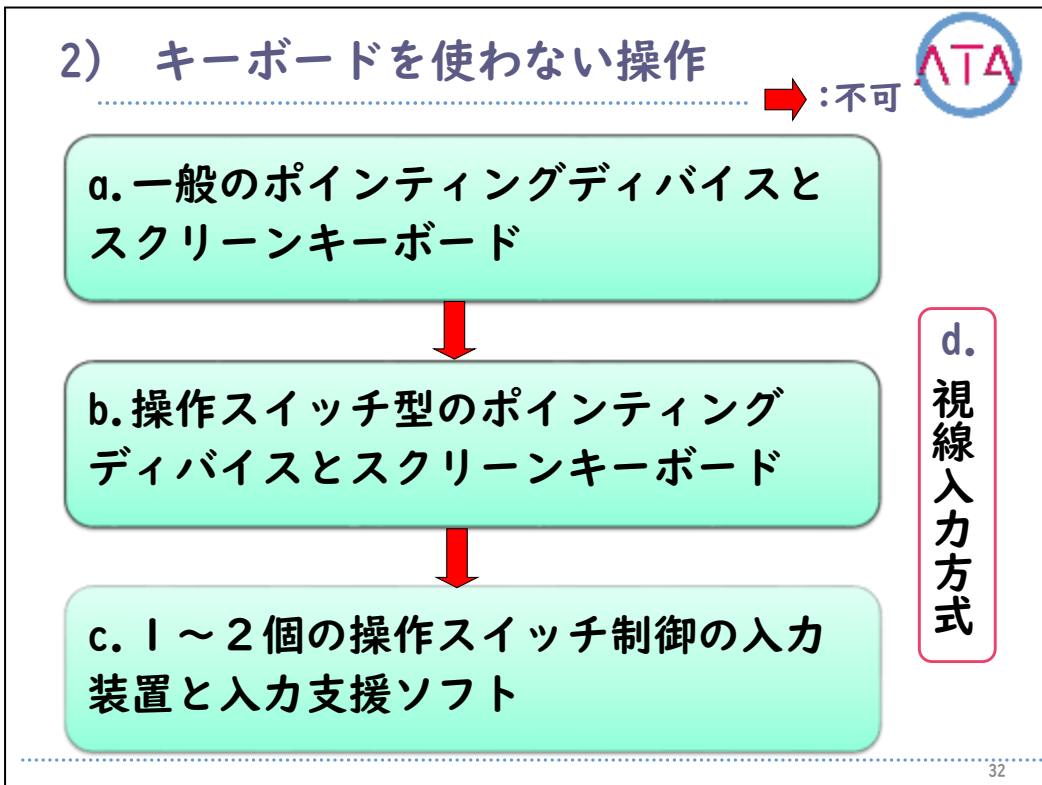 2) キーボードを使わない操作
:不可
ATA
a.一般のポインティングディバイスと
スクリーンキーボード
b.操作スイッチ型のポインティング
ディバイスとスクリーンキーボード
c.１～２個の操作スイッチ制御の入力
装置と入力支援ソフト
d.
視線入力方式
32